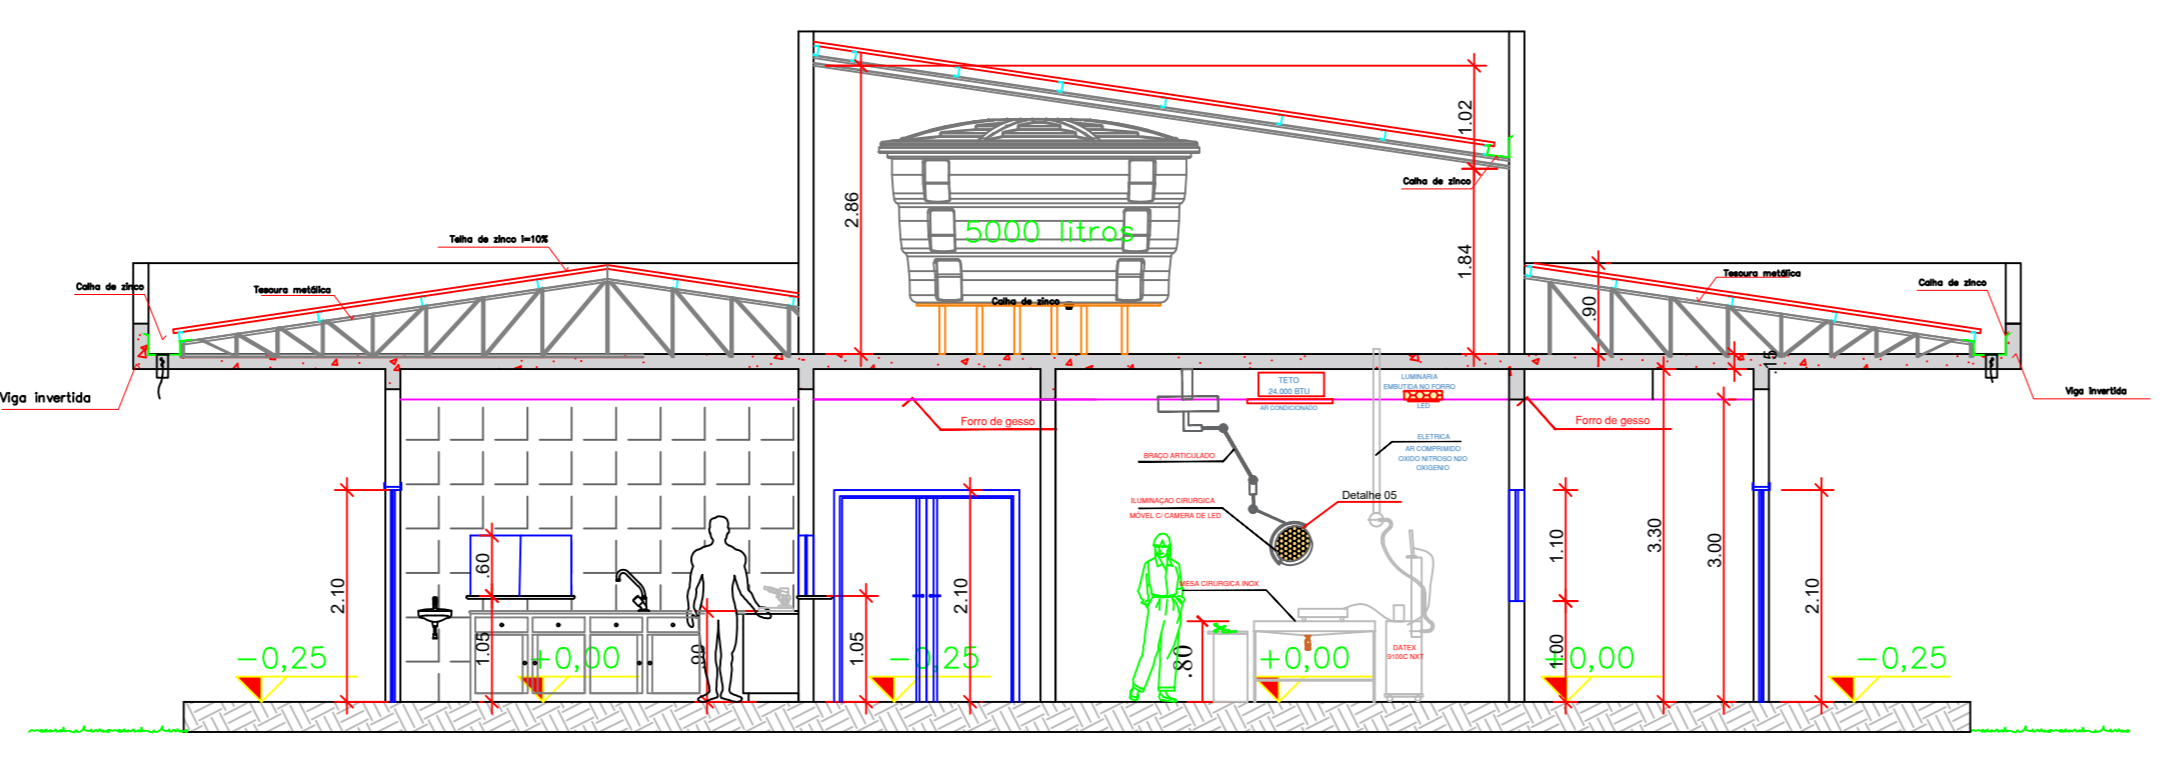 1.02
2.86
Calha de zinco
5000 litros
Telha de zinco i=10%
1.84
Tesoura metálica
Calha de zinco
Calha de zinco
Tesoura metálica
Calha de zinco
.90
.15
TETO
24.000 BTU
AR CONDICIONADO
LUMINARIA
EMBUTIDA NO FORRO
LED
Viga invertida
Viga invertida
Forro de gesso
Forro de gesso
BRAÇO ARTICULADO
ELETRICA
AR COMPRIMIDO
OXIDO NITROSO N2O
OXIGENIO
ILUMINAÇAO CIRURGICA
MOVEL C/ CAMERA DE LED
Detalhe 05
2.10
.60
2.10
1.10
3.30
3.00
2.10
MESA CIRURGICA INOX
1.05
.90
1.05
.80
1.00
DATEX
9100C NXT
-0,25
+0,00
-0,25
+0,00
+0,00
-0,25